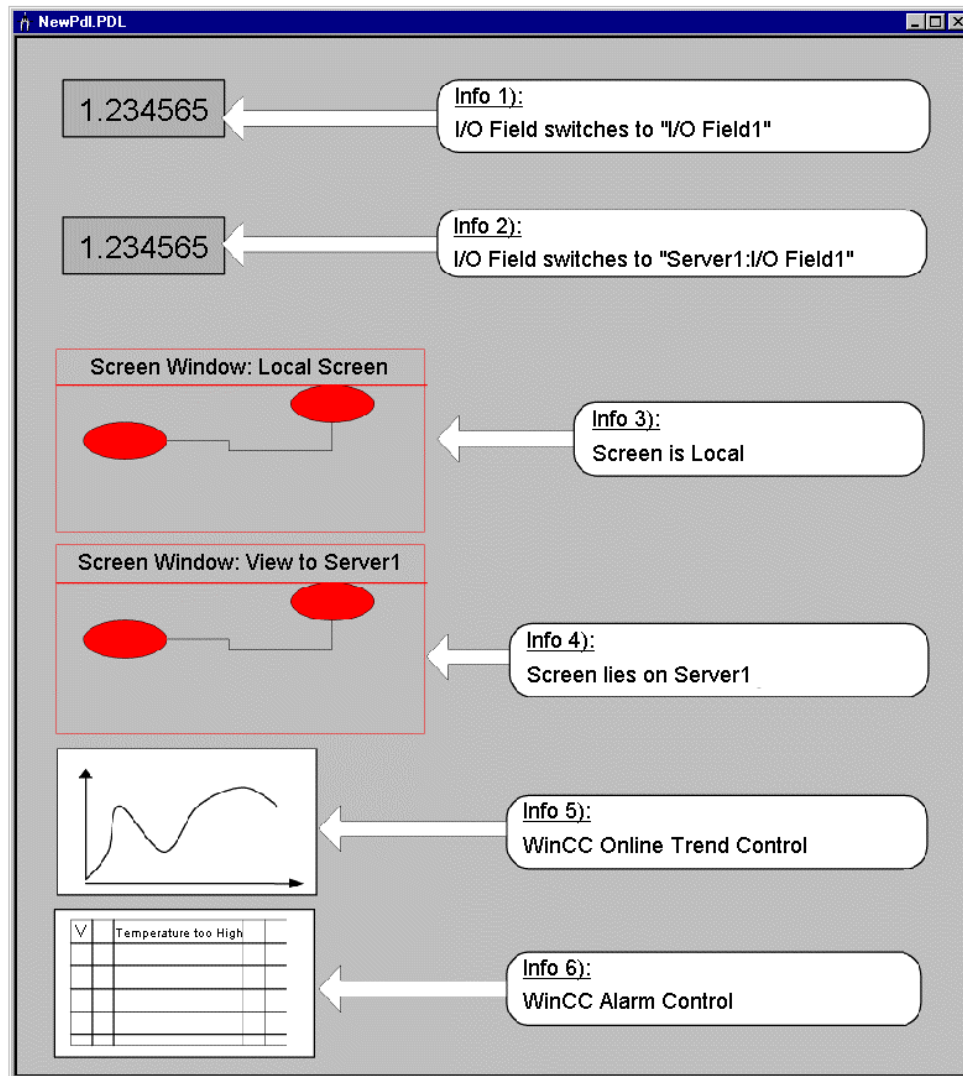 NewPdl.PDL
1.234565
Info 1):
I/O Field switches to "I/O Field1"
1.234565
Info 2):
I/O Field switches to "Server1:I/O Field1"
Screen Window: Local Screen
Info 3):
Screen is Local
Screen Window: View to Server1
Info 4):
Screen lies on Server1
Info 5):
WinCC Online Trend Control
V
Temperature too High
Info 6):
WinCC Alarm Control